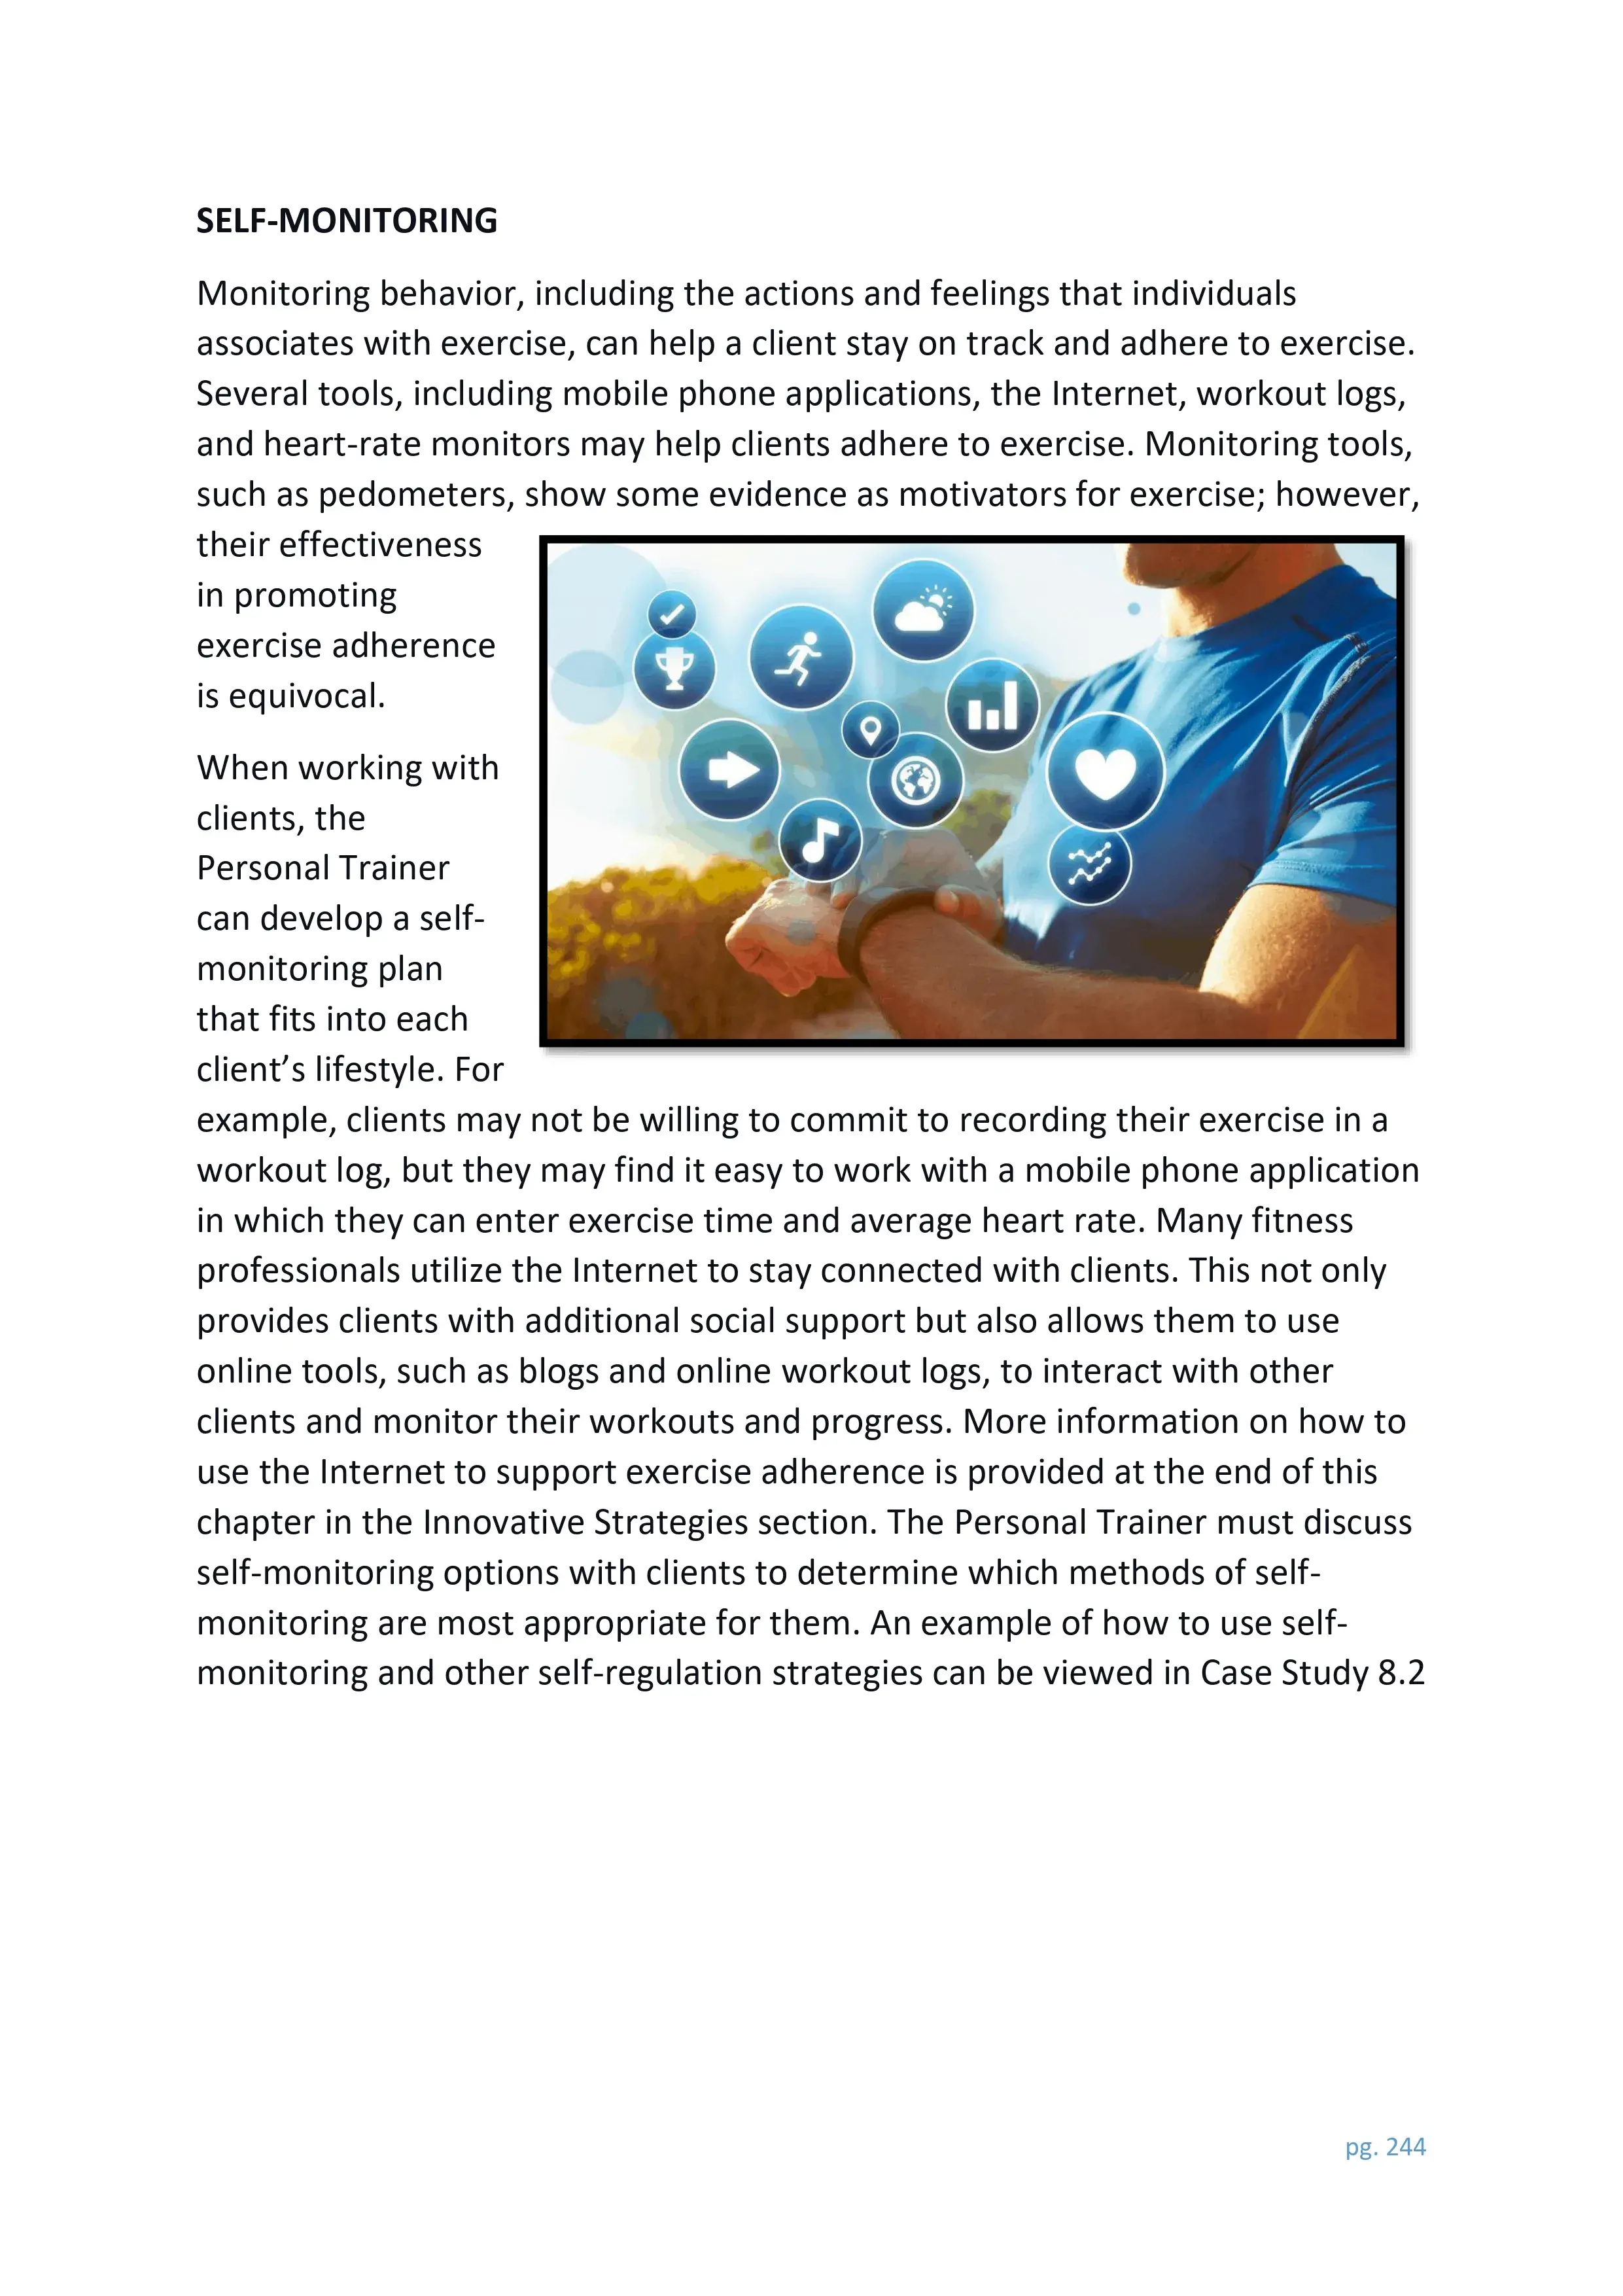 SELF-MONITORING
Monitoring behavior, including the actions and feelings that individuals
associates with exercise, can help a client stay on track and adhere to exercise.
Several tools, including mobile phone applications, the Internet, workout logs,
and heart-rate monitors may help clients adhere to exercise. Monitoring tools,
such as pedometers, show some evidence as motivators for exercise; however,
their effectiveness
in promoting
exercise adherence
is equivocal.
When working with
clients, the
Personal Trainer
can develop a self-
monitoring plan
that fits into each
client’s lifestyle. For
example, clients may not be willing to commit to recording their exercise in a
workout log, but they may find it easy to work with a mobile phone application
in which they can enter exercise time and average heart rate. Many fitness
professionals utilize the Internet to stay connected with clients. This not only
provides clients with additional social support but also allows them to use
online tools, such as blogs and online workout logs, to interact with other
clients and monitor their workouts and progress. More information on how to
use the Internet to support exercise adherence is provided at the end of this
chapter in the Innovative Strategies section. The Personal Trainer must discuss
self-monitoring options with clients to determine which methods of self-
monitoring are most appropriate for them. An example of how to use self-
monitoring and other self-regulation strategies can be viewed in Case Study 8.2
pg. 244